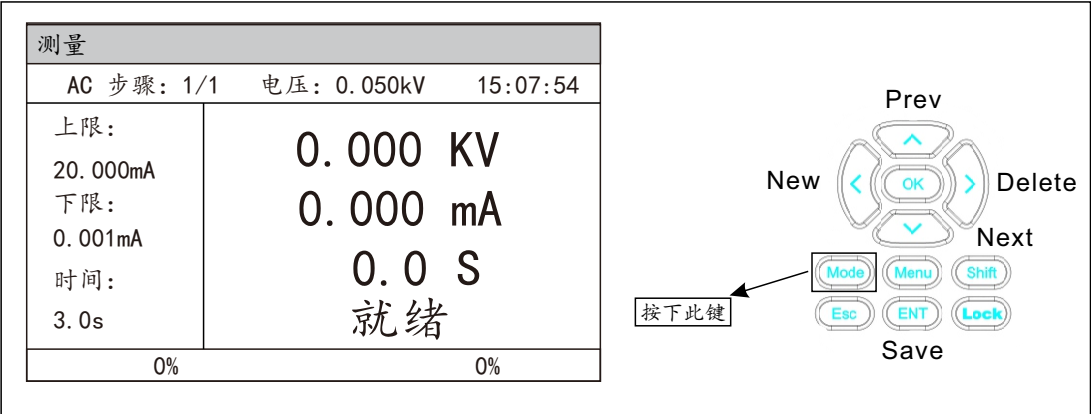 测量
AC 步骤: 1/1 电压: 0.050kV 15:07:54
上限:
20.000mA
下限:
0.001mA
时间:
3.0s
0.000 KV
0.000 mA
0.0 S
就绪
0% 0%
Prev
New OK Delete
Next
Mode Menu Shift
按下此键
Esc ENT Lock
Save